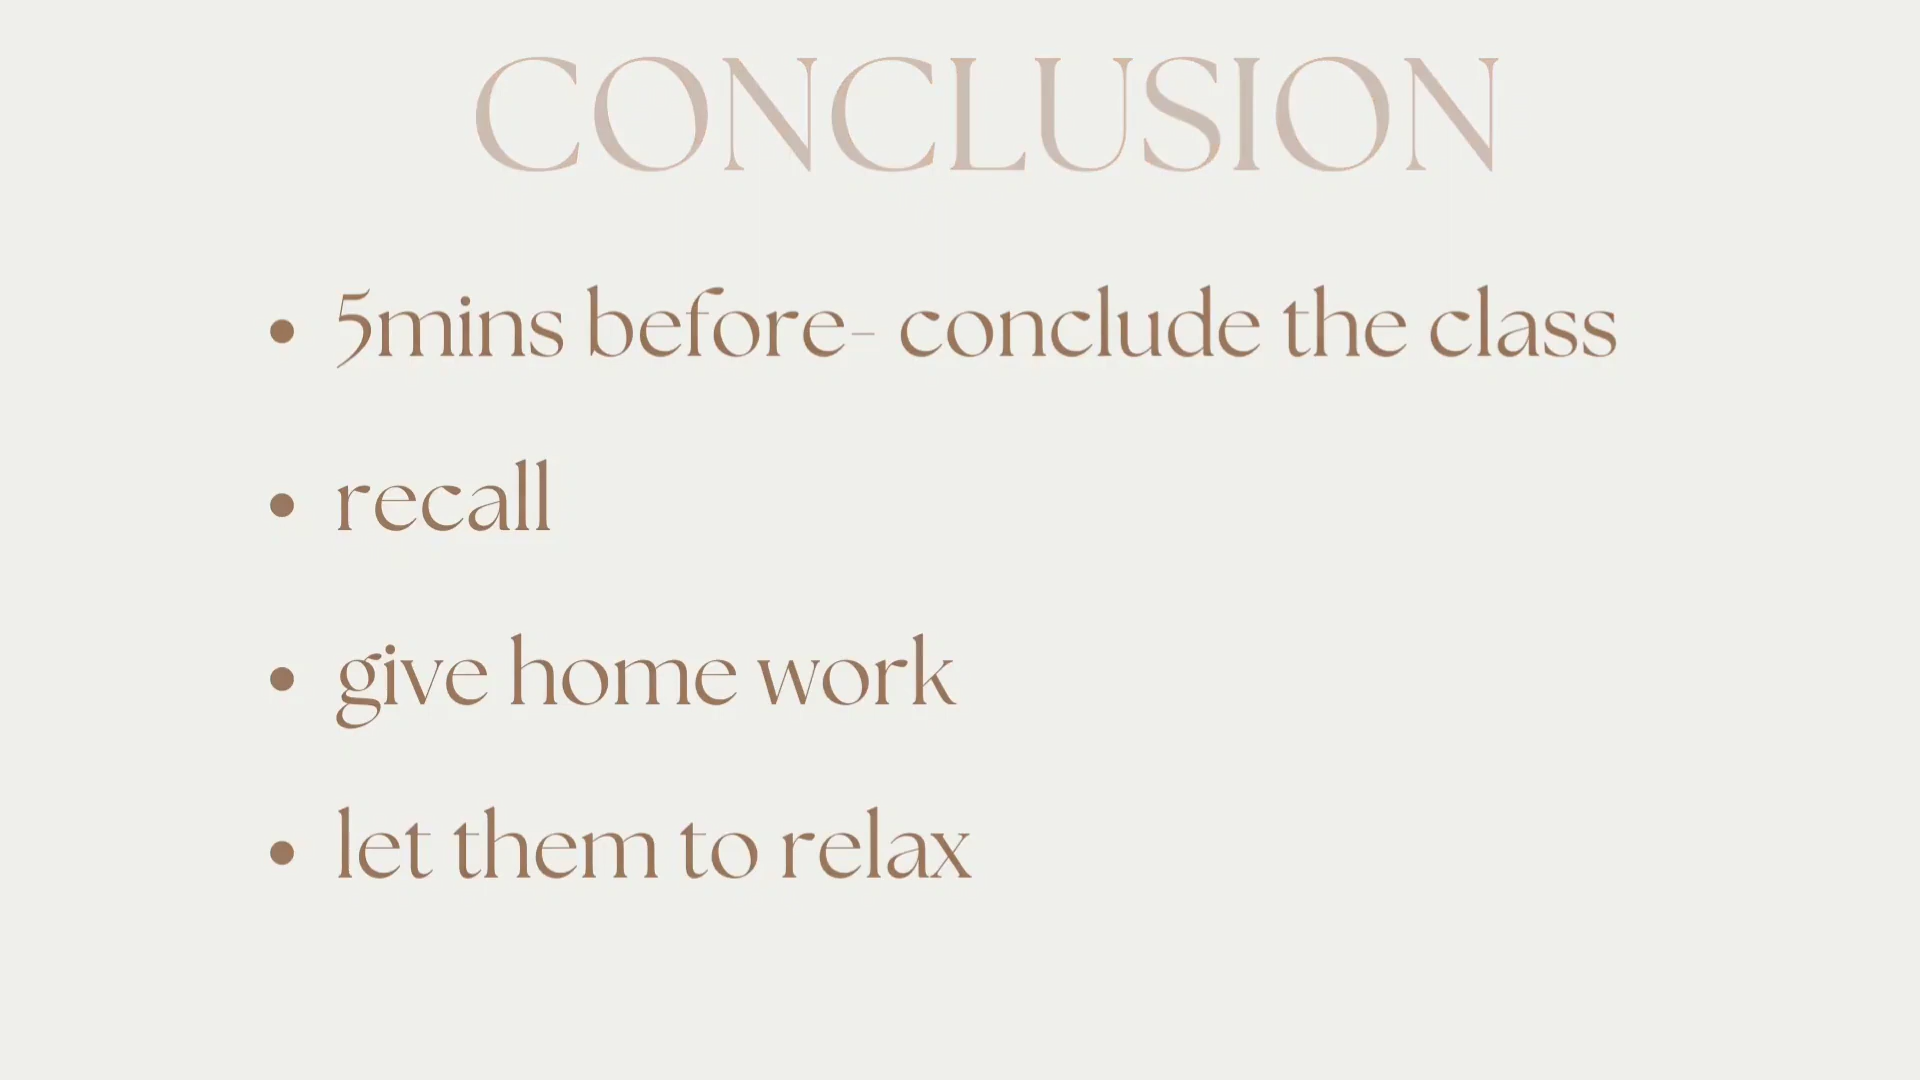 CONCLUSION
• 5mins before- conclude the class
• recall
• give home work
• let them to relax